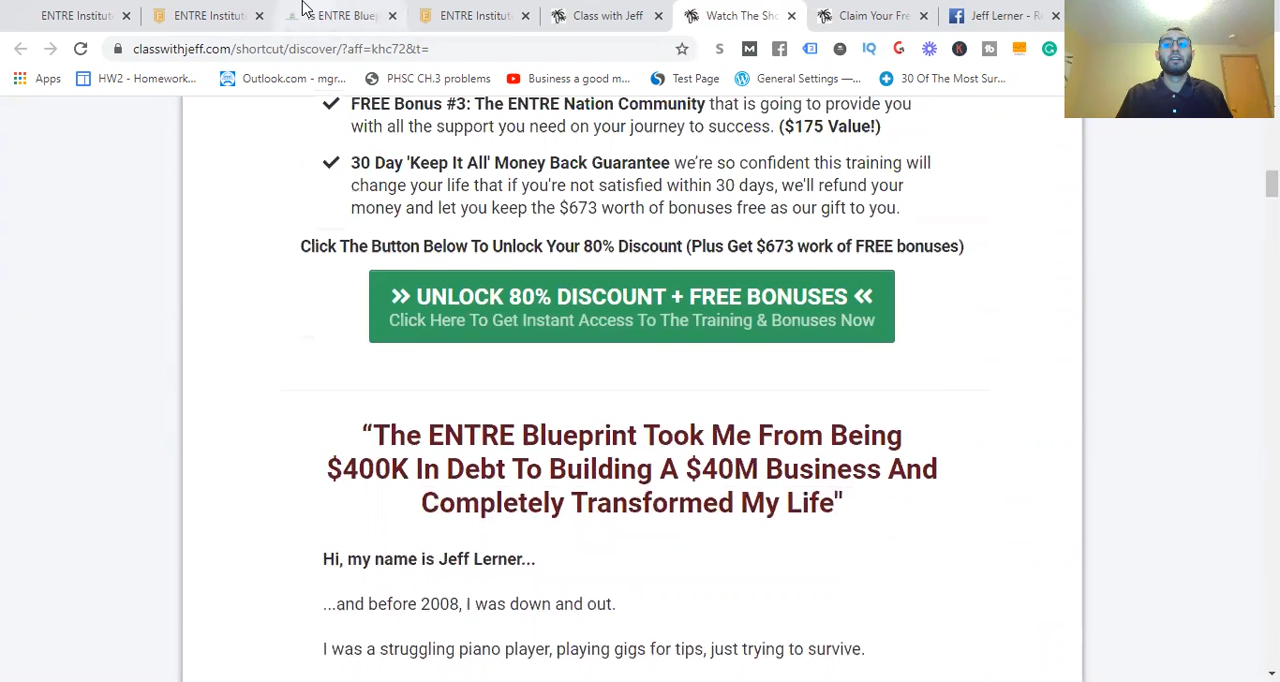 ENTRE Institut
ENTRE Institut
ENTRE Bluep
ENTRE Institut
Class with Jeff
Watch The Sho
Claim Your Fre
Jeff Lerner - R
classwithjeff.com/shortcut/discover/?aff=khc72&t=
Apps
HW2 - Homework...
Outlook.com - mgr...
PHSC CH.3 problems
Business a good m...
Test Page
General Settings —...
30 Of The Most Sur...
FREE Bonus #3: The ENTRE Nation Community that is going to provide you
with all the support you need on your journey to success. ($175 Value!)
30 Day 'Keep It All' Money Back Guarantee we're so confident this training will
change your life that if you're not satisfied within 30 days, we'll refund your
money and let you keep the $673 worth of bonuses free as our gift to you.
Click The Button Below To Unlock Your 80% Discount (Plus Get $673 work of FREE bonuses)
>> UNLOCK 80% DISCOUNT + FREE BONUSES <<
Click Here To Get Instant Access To The Training & Bonuses Now
“The ENTRE Blueprint Took Me From Being
$400K In Debt To Building A $40M Business And
Completely Transformed My Life"
Hi, my name is Jeff Lerner...
...and before 2008, I was down and out.
I was a struggling piano player, playing gigs for tips, just trying to survive.